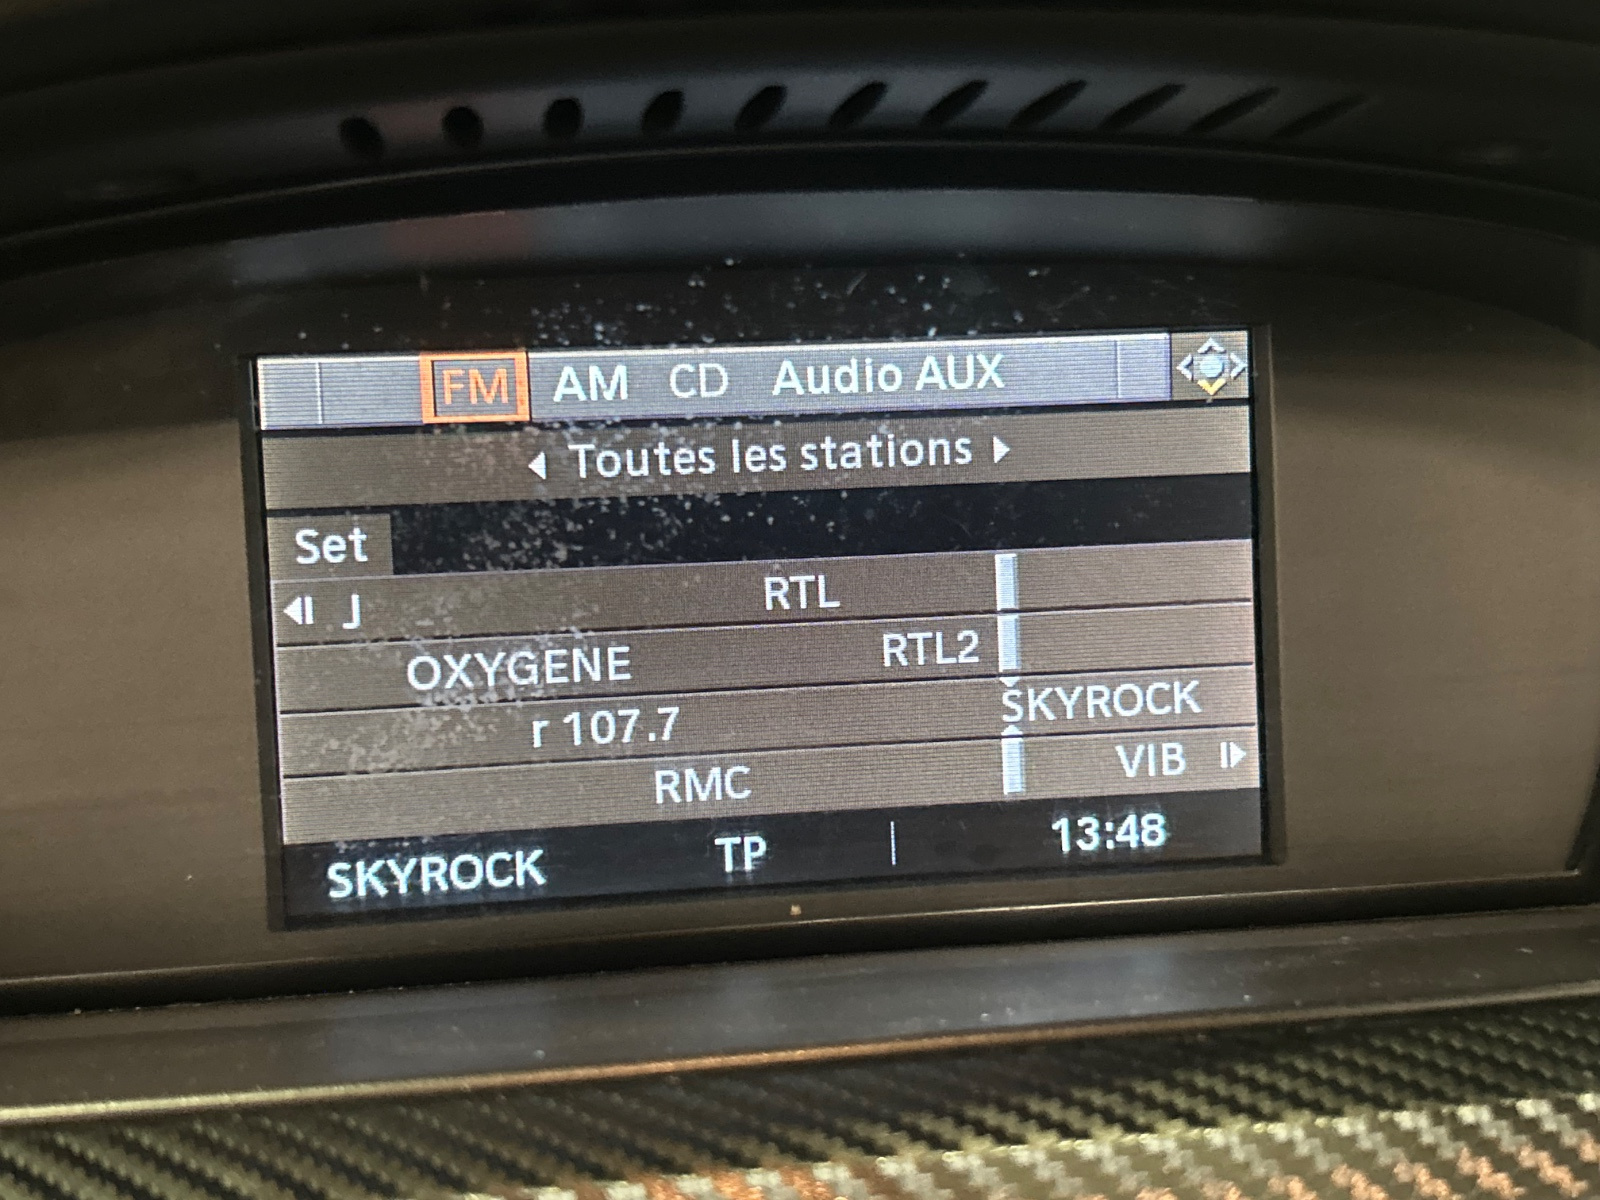 FM AM CD Audio AUX
Toutes les stations
Set
J RTL
OXYGENE RTL2
r 107.7 SKYROCK
RMC VIB
SKYROCK TP 13:48